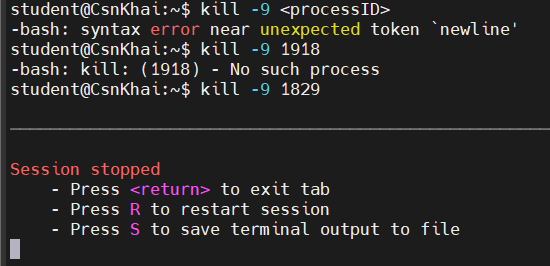 student@CsnKhai:~$ kill -9 <processID>
-bash: syntax error near unexpected token `newline'
student@CsnKhai:~$ kill -9 1918
-bash: kill: (1918) - No such process
student@CsnKhai:~$ kill -9 1829
Session stopped
- Press <return> to exit tab
- Press R to restart session
- Press S to save terminal output to file